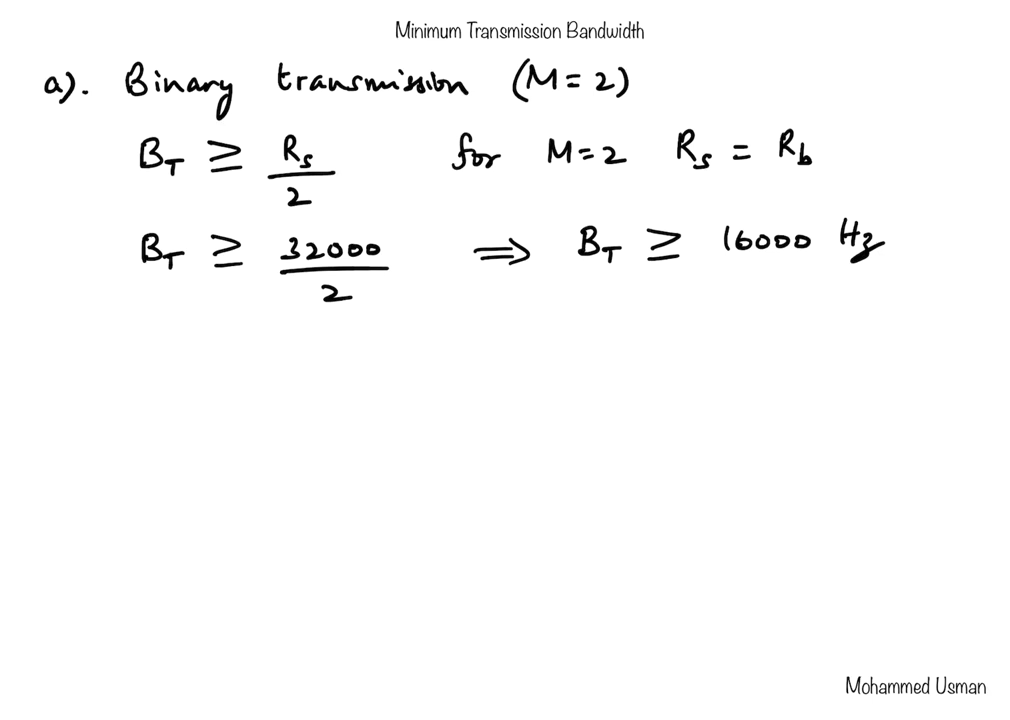 Minimum Transmission Bandwidth
a). Binary transmission (M = 2)
B_T ≥ R_s / 2 for M = 2 R_s = R_b
B_T ≥ 32000 / 2 ⟹ B_T ≥ 16000 Hz
Mohammed Usman